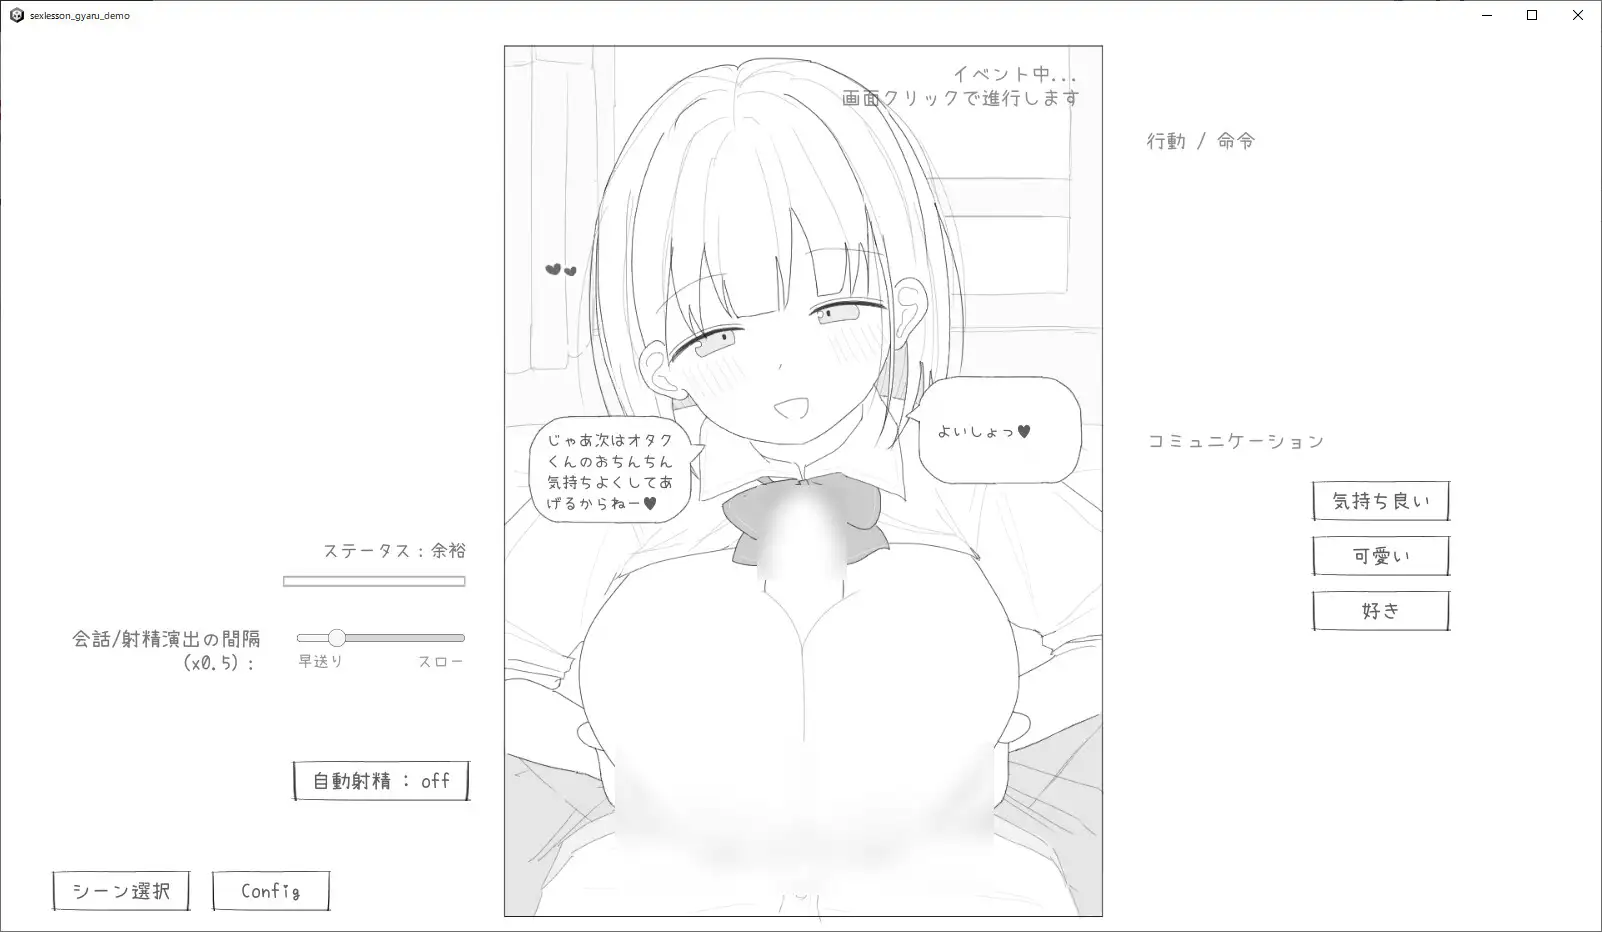 sexlesson_gyaru_demo
イベント中...
画面クリックで進行します
行動 / 命令
よいしょっ♥
じゃあ次はオタク
くんのおちんちん
気持ちよくしてあ
げるからねー♥
コミュニケーション
気持ち良い
可愛い
好き
ステータス：余裕
会話/射精演出の間隔
(x0.5)：
早送り
スロー
自動射精 : off
シーン選択
Config